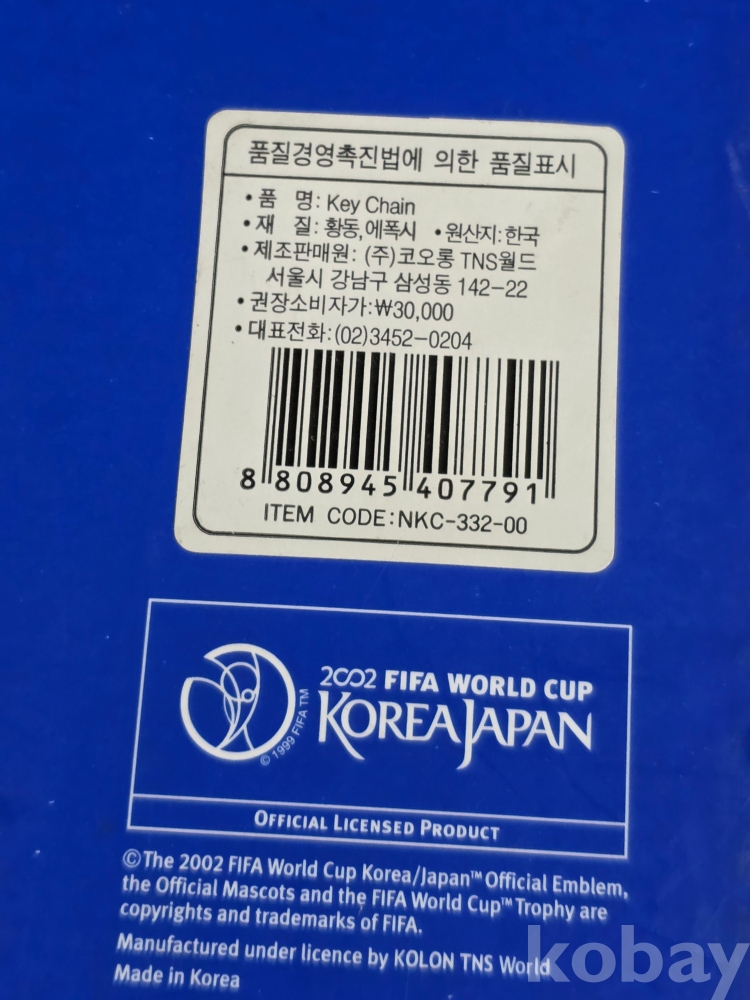 품질경영촉진법에 의한 품질표시
• 품 명: Key Chain
• 재 질: 황동, 에폭시 • 원산지: 한국
• 제조판매원: (주)코오롱 TNS월드
서울시 강남구 삼성동 142-22
• 권장소비자가:₩30,000
• 대표전화:(02)3452-0204
8 808945 407791
ITEM CODE:NKC-332-00
© 1999 FIFA TM
2002 FIFA WORLD CUP
KOREA JAPAN
OFFICIAL LICENSED PRODUCT
©The 2002 FIFA World Cup Korea/Japan™ Official Emblem,
the Official Mascots and the FIFA World Cup™ Trophy are
copyrights and trademarks of FIFA.
Manufactured under licence by KOLON TNS World
Made in Korea
kobay